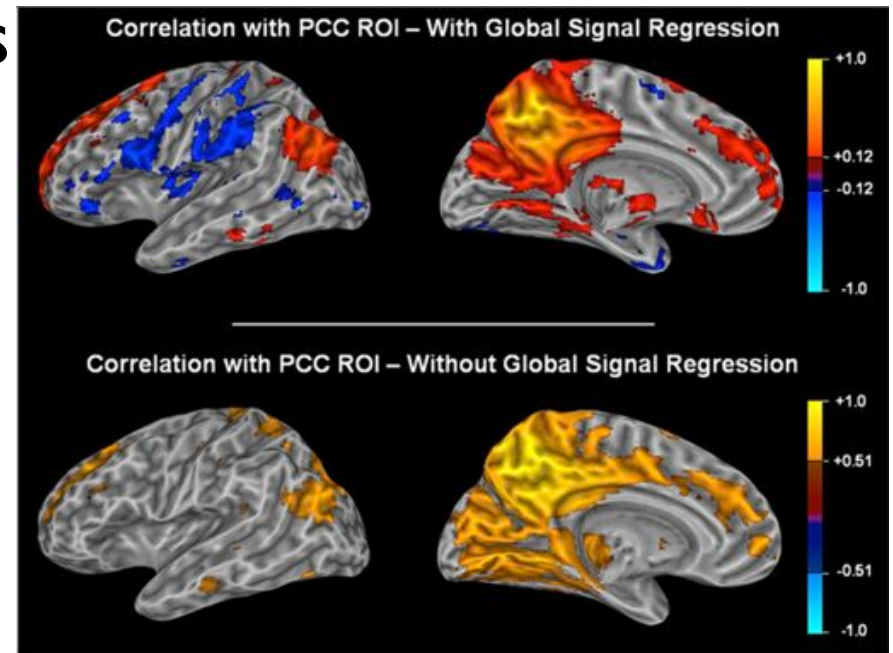 s
Correlation with PCC ROI – With Global Signal Regression
+1.0
+0.12
-0.12
-1.0
Correlation with PCC ROI – Without Global Signal Regression
+1.0
+0.51
-0.51
-1.0